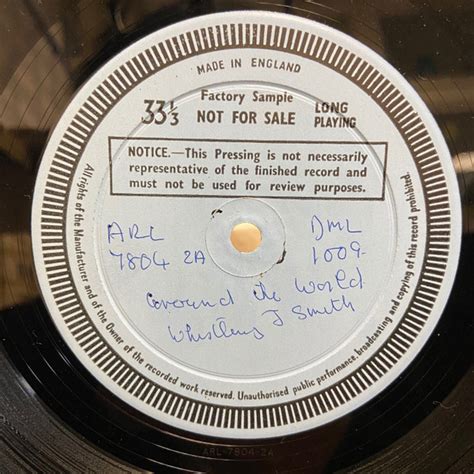 MADE IN ENGLAND
Factory Sample
33⅓ NOT FOR SALE LONG PLAYING
NOTICE.—This Pressing is not necessarily
representative of the finished record and
must not be used for review purposes.
ARL DML
7804 2A 1009
around the World
Whistling J Smith
All rights of the Manufacturer and of the Owner of the recorded work reserved. Unauthorised public performance, broadcasting and copying of this record prohibited.
ARL-7804-2A